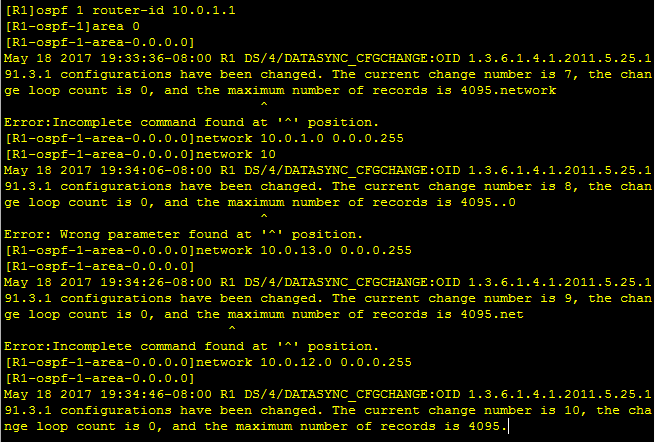 [R1]ospf 1 router-id 10.0.1.1
[R1-ospf-1]area 0
[R1-ospf-1-area-0.0.0.0]
May 18 2017 19:33:36-08:00 R1 DS/4/DATASYNC_CFGCHANGE:OID 1.3.6.1.4.1.2011.5.25.1
91.3.1 configurations have been changed. The current change number is 7, the chan
ge loop count is 0, and the maximum number of records is 4095.network
^
Error:Incomplete command found at '^' position.
[R1-ospf-1-area-0.0.0.0]network 10.0.1.0 0.0.0.255
[R1-ospf-1-area-0.0.0.0]network 10
May 18 2017 19:34:06-08:00 R1 DS/4/DATASYNC_CFGCHANGE:OID 1.3.6.1.4.1.2011.5.25.1
91.3.1 configurations have been changed. The current change number is 8, the chan
ge loop count is 0, and the maximum number of records is 4095..0
^
Error: Wrong parameter found at '^' position.
[R1-ospf-1-area-0.0.0.0]network 10.0.13.0 0.0.0.255
[R1-ospf-1-area-0.0.0.0]
May 18 2017 19:34:26-08:00 R1 DS/4/DATASYNC_CFGCHANGE:OID 1.3.6.1.4.1.2011.5.25.1
91.3.1 configurations have been changed. The current change number is 9, the chan
ge loop count is 0, and the maximum number of records is 4095.net
^
Error:Incomplete command found at '^' position.
[R1-ospf-1-area-0.0.0.0]network 10.0.12.0 0.0.0.255
[R1-ospf-1-area-0.0.0.0]
May 18 2017 19:34:46-08:00 R1 DS/4/DATASYNC_CFGCHANGE:OID 1.3.6.1.4.1.2011.5.25.1
91.3.1 configurations have been changed. The current change number is 10, the cha
nge loop count is 0, and the maximum number of records is 4095.